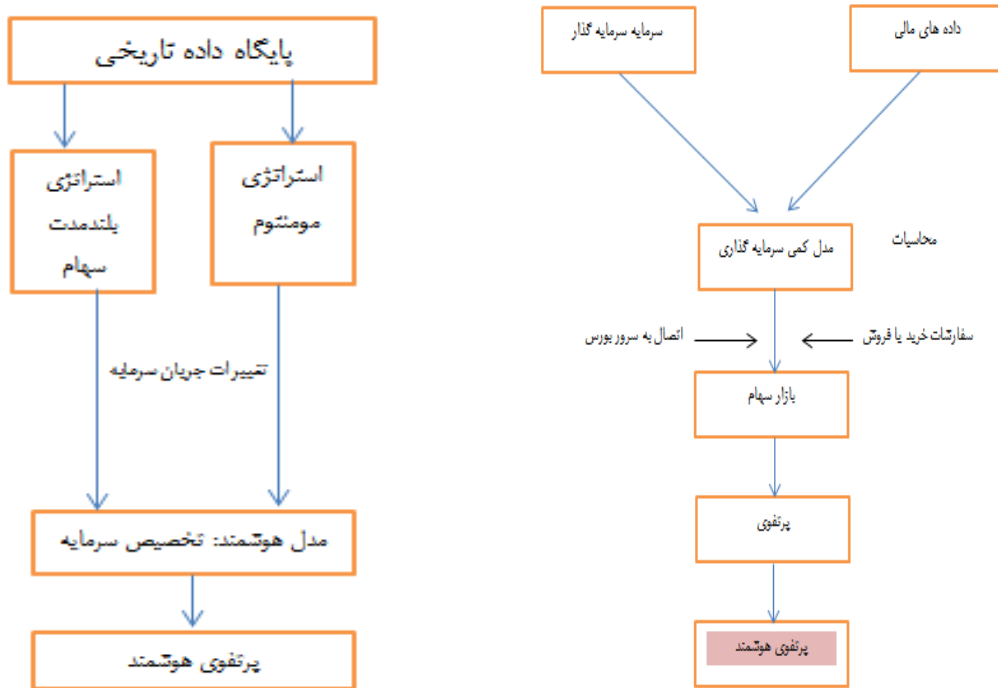 پایگاه داده تاریخی
استراتژی
بلندمدت
سهام
استراتژی
مومنتوم
تغییرات جریان سرمایه
مدل هوشمند: تخصیص سرمایه
پرتفوی هوشمند
سرمایه سرمایه گذار
داده های مالی
مدل کمی سرمایه گذاری
محاسبات
اتصال به سرور بورس
سفارشات خرید یا فروش
بازار سهام
پرتفوی
پرتفوی هوشمند